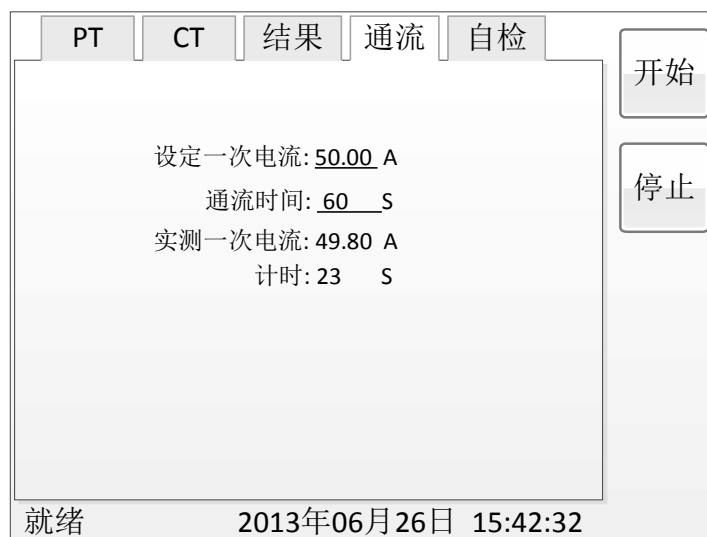 PT CT 结果 通流 自检
开始
设定一次电流: 50.00 A
通流时间: 60 S
停止
实测一次电流: 49.80 A
计时: 23 S
就绪 2013年06月26日 15:42:32